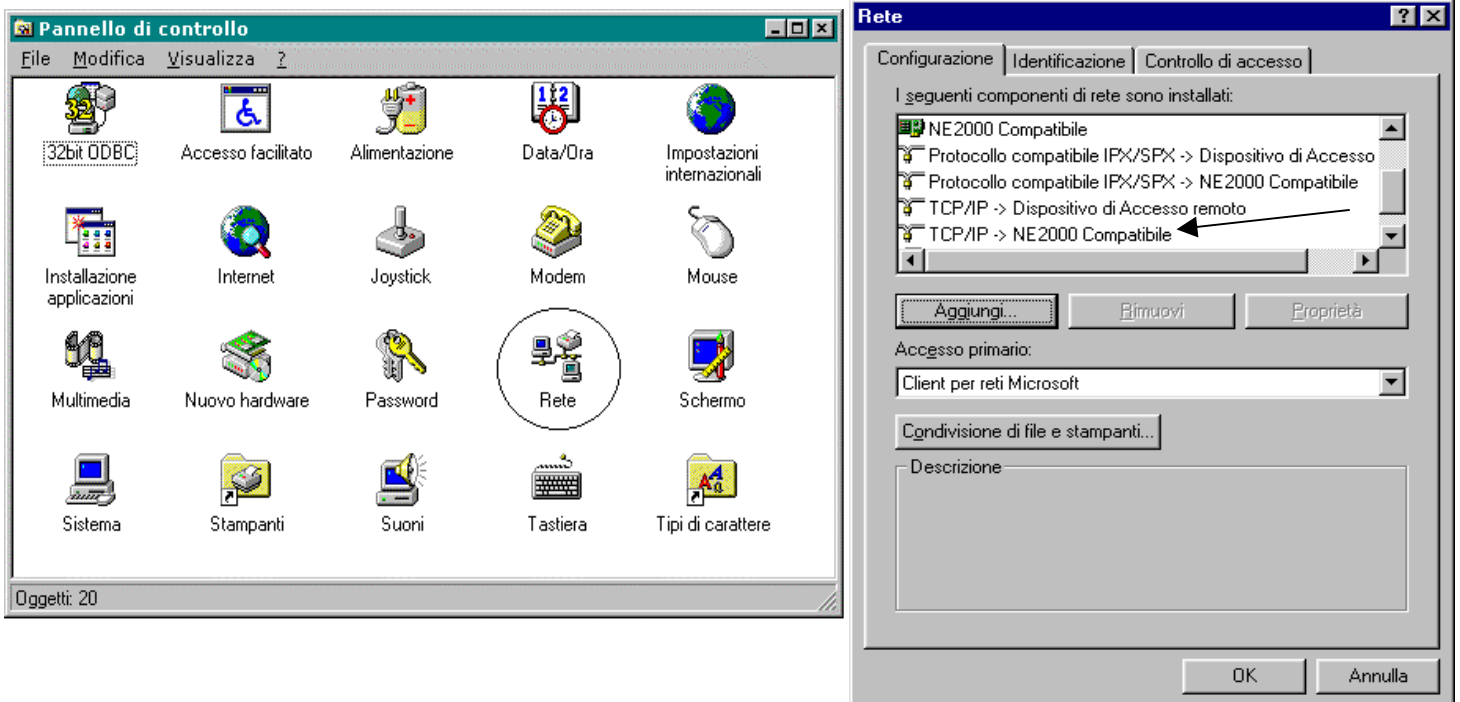 Pannello di controllo
File Modifica Visualizza ?
32 32bit ODBC
Accesso facilitato
Alimentazione
1 2
Data/Ora
Impostazioni
internazionali
Installazione
applicazioni
Internet
Joystick
Modem
Mouse
Multimedia
Nuovo hardware
Password
Rete
Schermo
Sistema
Stampanti
Suoni
Tastiera
Tipi di carattere
Oggetti: 20
Rete
Configurazione Identificazione Controllo di accesso
I seguenti componenti di rete sono installati:
NE2000 Compatibile
Protocollo compatibile IPX/SPX -> Dispositivo di Accesso
Protocollo compatibile IPX/SPX -> NE2000 Compatibile
TCP/IP -> Dispositivo di Accesso remoto
TCP/IP -> NE2000 Compatibile
Aggiungi... Rimuovi Proprietà
Accesso primario:
Client per reti Microsoft
Condivisione di file e stampanti...
Descrizione
OK Annulla